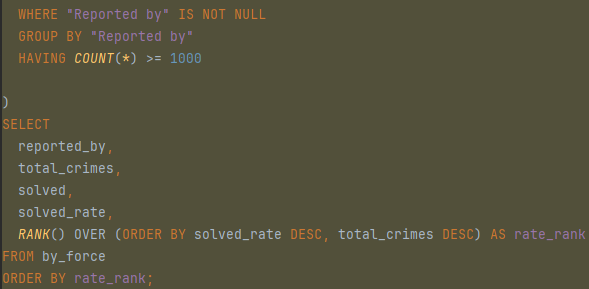 WHERE "Reported by" IS NOT NULL
GROUP BY "Reported by"
HAVING COUNT(*) >= 1000
)
SELECT
reported_by,
total_crimes,
solved,
solved_rate,
RANK() OVER (ORDER BY solved_rate DESC, total_crimes DESC) AS rate_rank
FROM by_force
ORDER BY rate_rank;